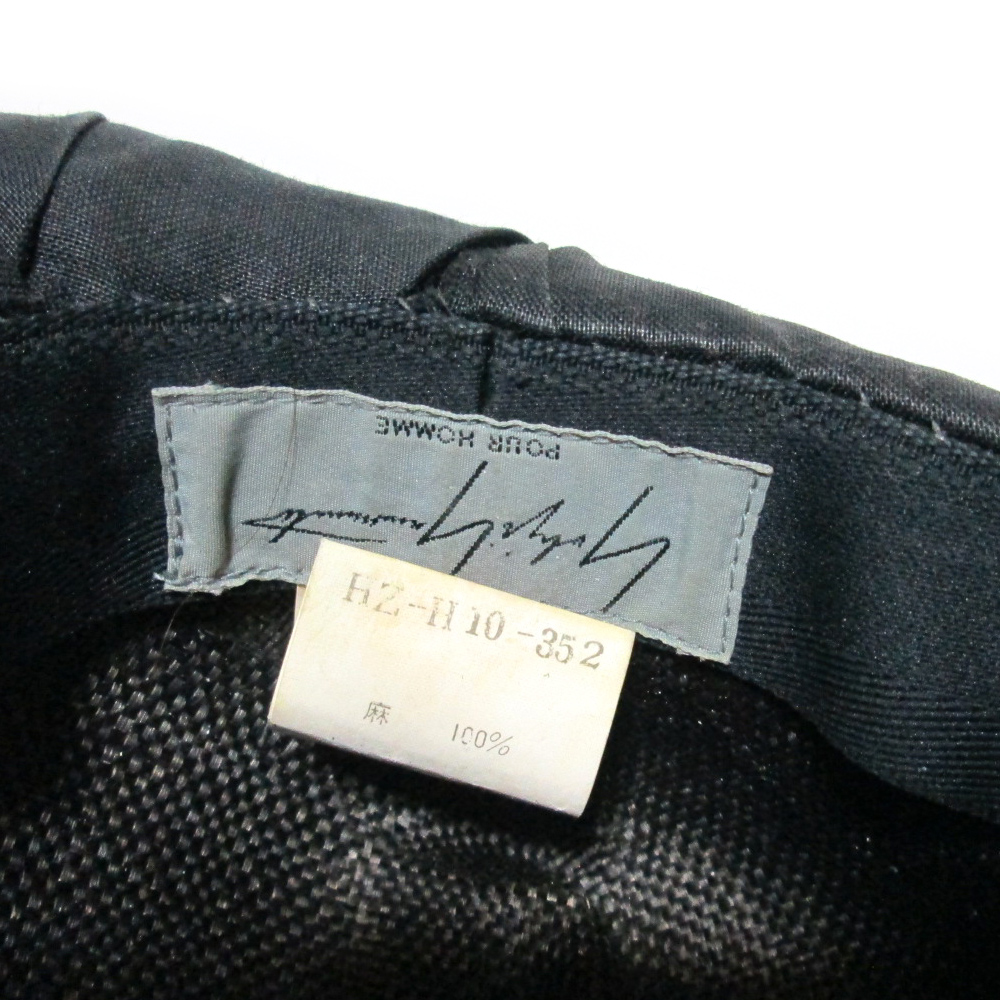 Yohji Yamamoto
POUR HOMME
HZ-H10-352
麻 100%